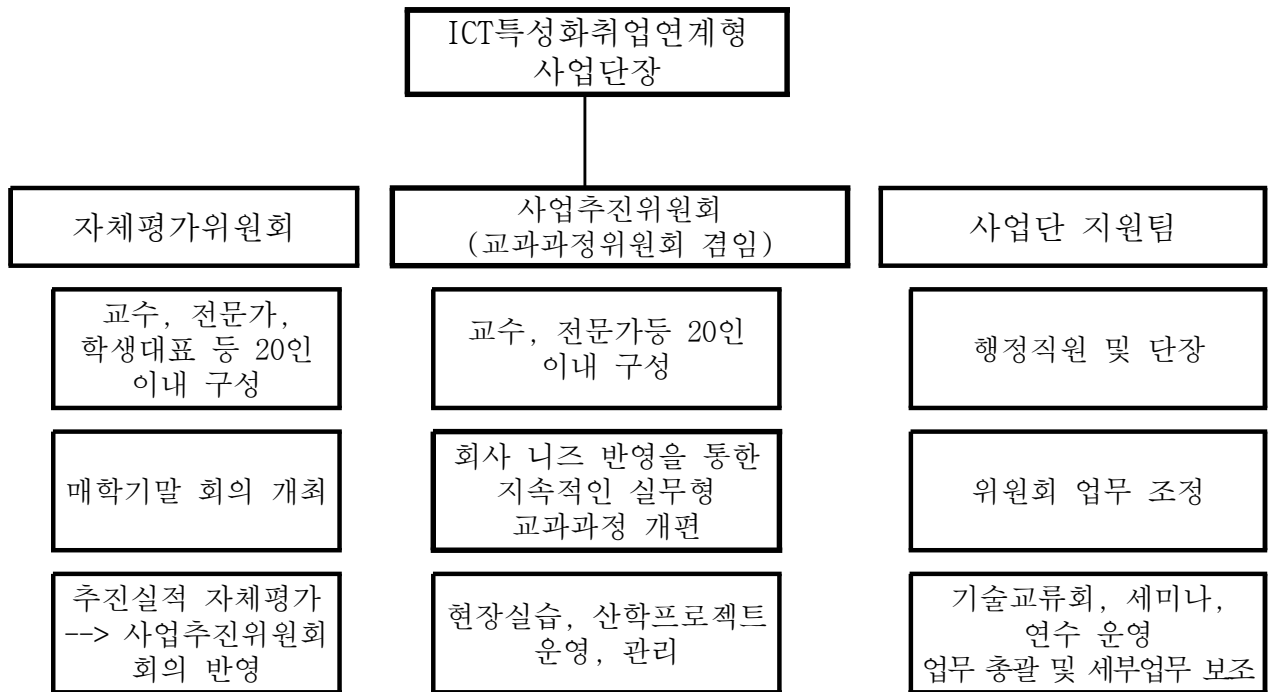 ICT특성화취업연계형
사업단장
자체평가위원회
사업추진위원회
(교과과정위원회 겸임)
사업단 지원팀
교수, 전문가,
학생대표 등 20인
이내 구성
교수, 전문가등 20인
이내 구성
행정직원 및 단장
매학기말 회의 개최
회사 니즈 반영을 통한
지속적인 실무형
교과과정 개편
위원회 업무 조정
추진실적 자체평가
--> 사업추진위원회
회의 반영
현장실습, 산학프로젝트
운영, 관리
기술교류회, 세미나,
연수 운영
업무 총괄 및 세부업무 보조